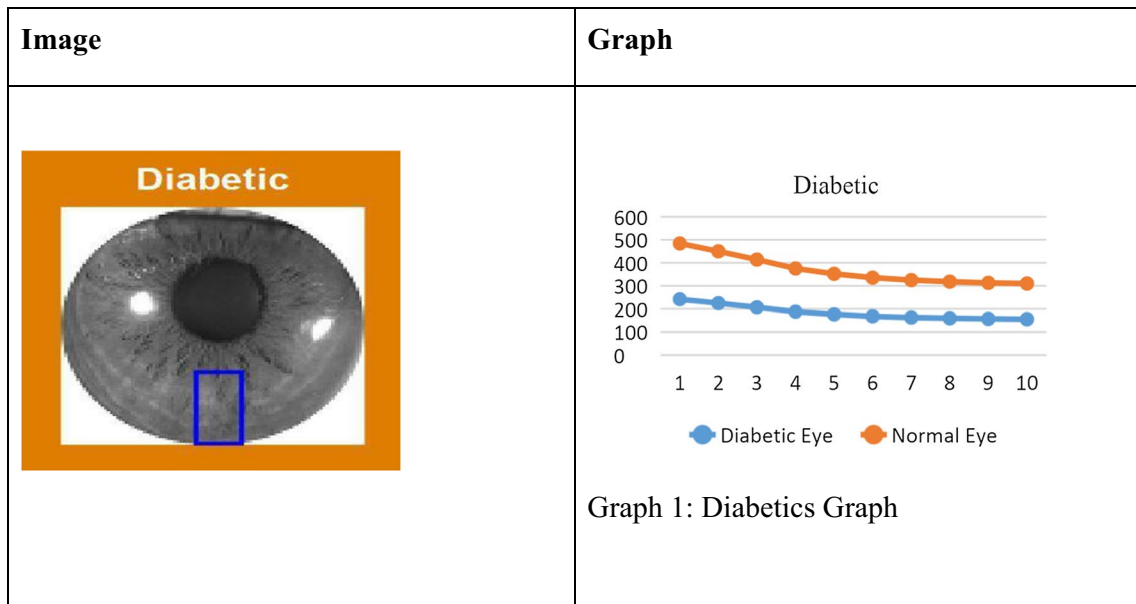 Image
Graph
Diabetic
Diabetic
600
500
400
300
200
100
0
1 2 3 4 5 6 7 8 9 10
Diabetic Eye Normal Eye
Graph 1: Diabetics Graph